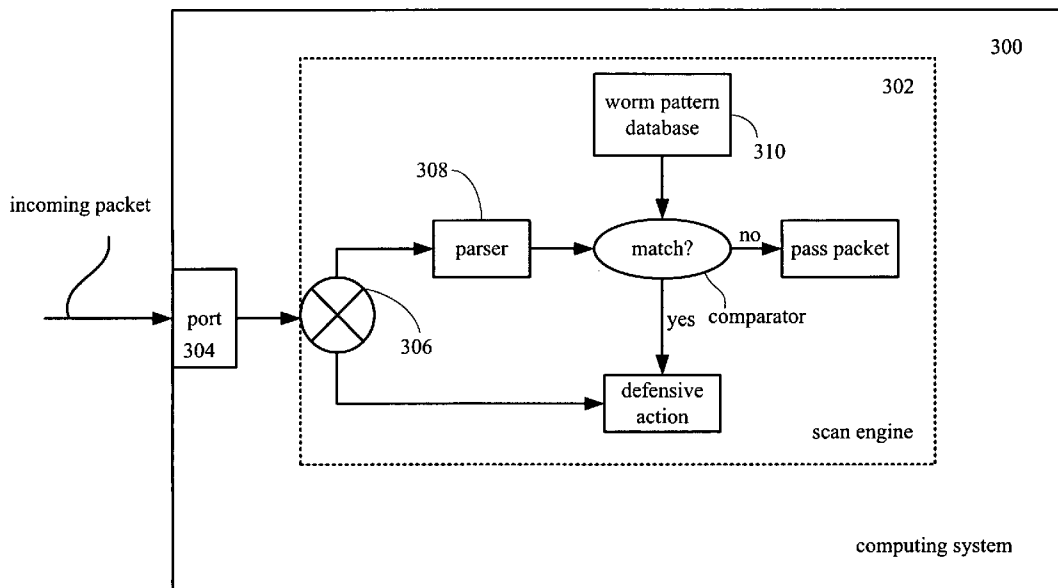 300
302
worm pattern
database
310
308
incoming packet
parser
match?
no
pass packet
comparator
port
304
306
yes
defensive
action
scan engine
computing system